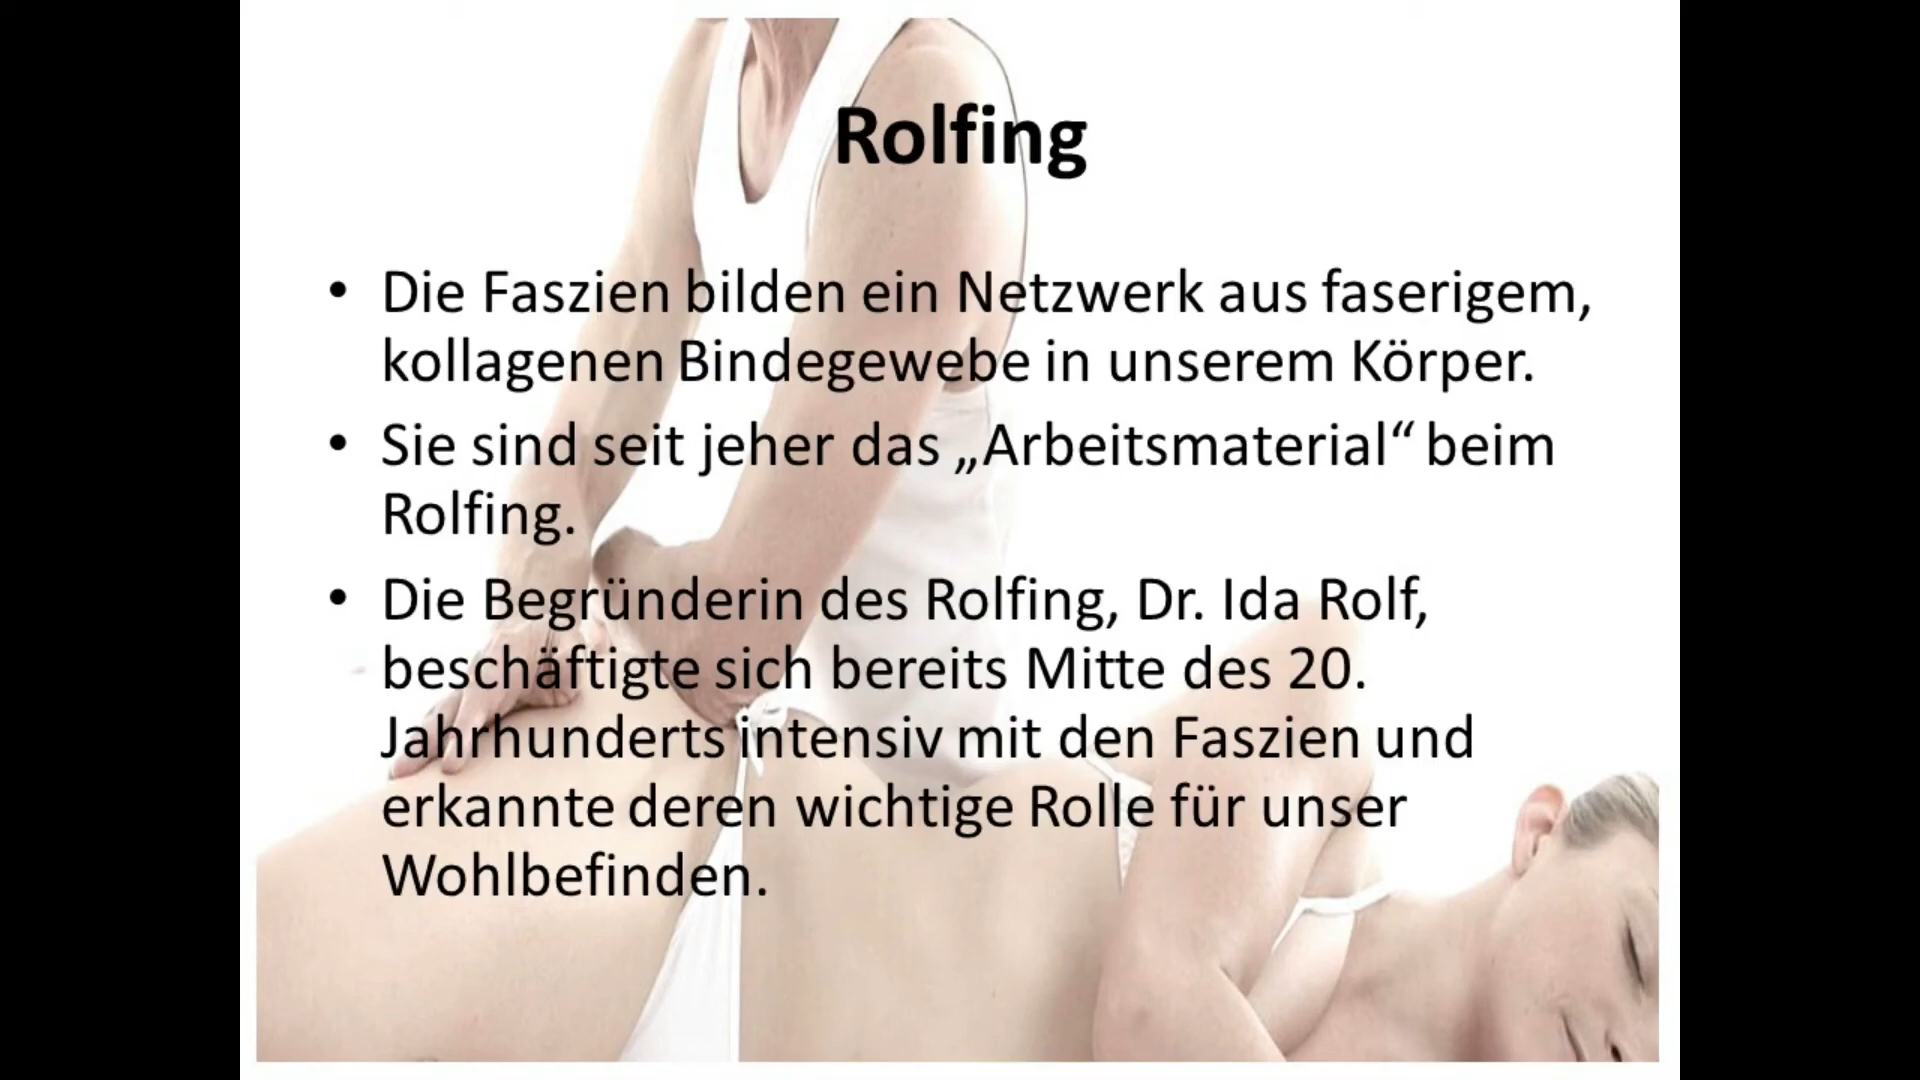 Rolfing
• Die Faszien bilden ein Netzwerk aus faserigem,
kollagenen Bindegewebe in unserem Körper.
• Sie sind seit jeher das „Arbeitsmaterial“ beim
Rolfing.
• Die Begründerin des Rolfing, Dr. Ida Rolf,
beschäftigte sich bereits Mitte des 20.
Jahrhunderts intensiv mit den Faszien und
erkannte deren wichtige Rolle für unser
Wohlbefinden.